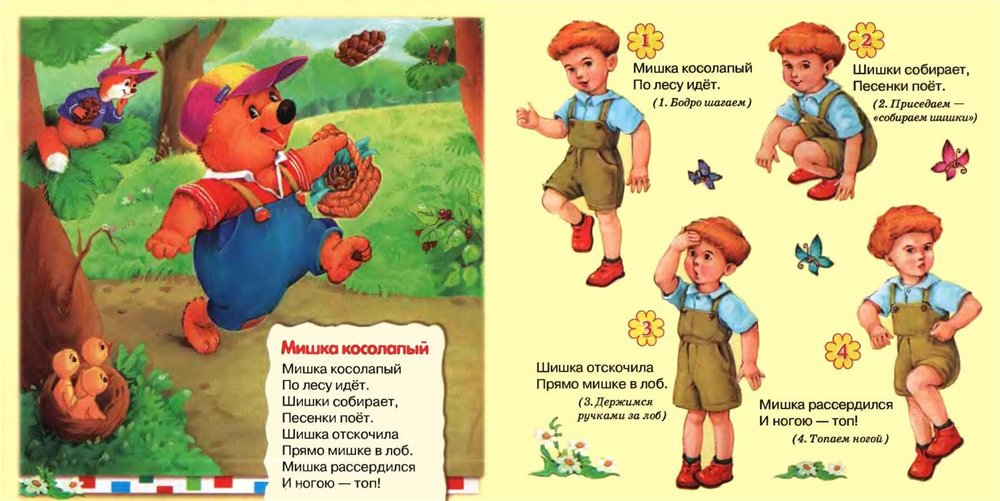 Мишка косолапый
Мишка косолапый
По лесу идёт.
Шишки собирает,
Песенки поёт.
Шишка отскочила
Прямо мишке в лоб.
Мишка рассердился
И ногою — топ!
1
Мишка косолапый
По лесу идёт.
(1. Бодро шагаем)
2
Шишки собирает,
Песенки поёт.
(2. Приседаем —
«собираем шишки»)
3
Шишка отскочила
Прямо мишке в лоб.
(3. Держимся
ручками за лоб)
4
Мишка рассердился
И ногою — топ!
(4. Топаем ногой)